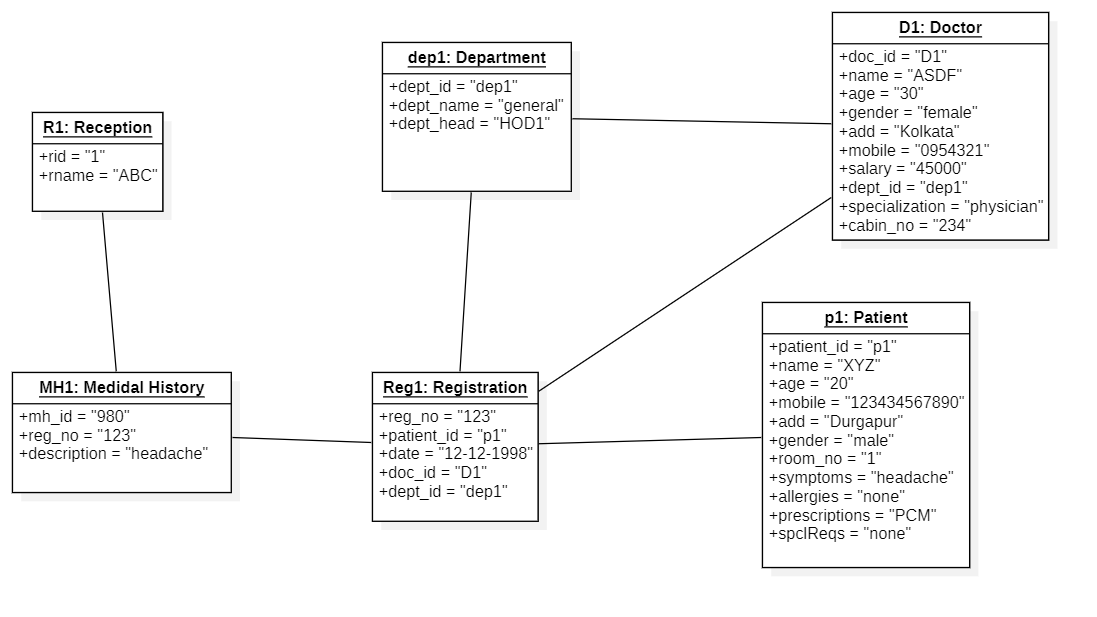 R1: Reception
+rid = "1"
+rname = "ABC"
dep1: Department
+dept_id = "dep1"
+dept_name = "general"
+dept_head = "HOD1"
D1: Doctor
+doc_id = "D1"
+name = "ASDF"
+age = "30"
+gender = "female"
+add = "Kolkata"
+mobile = "0954321"
+salary = "45000"
+dept_id = "dep1"
+specialization = "physician"
+cabin_no = "234"
MH1: Medidal History
+mh_id = "980"
+reg_no = "123"
+description = "headache"
Reg1: Registration
+reg_no = "123"
+patient_id = "p1"
+date = "12-12-1998"
+doc_id = "D1"
+dept_id = "dep1"
p1: Patient
+patient_id = "p1"
+name = "XYZ"
+age = "20"
+mobile = "123434567890"
+add = "Durgapur"
+gender = "male"
+room_no = "1"
+symptoms = "headache"
+allergies = "none"
+prescriptions = "PCM"
+spclReqs = "none"